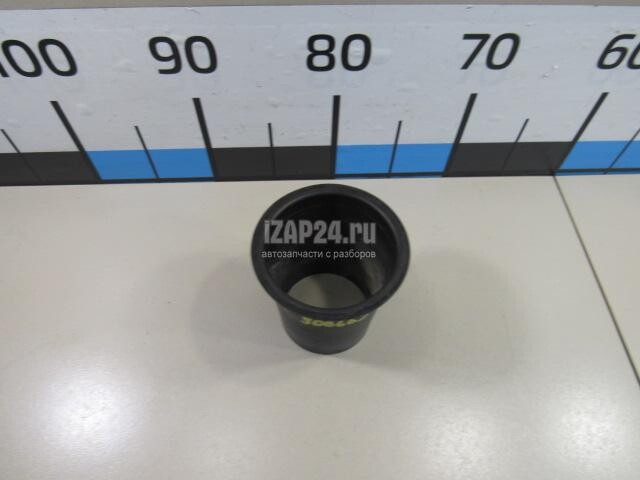 100 90 80 70 60
iZAP24.ru
автозапчасти с разборов